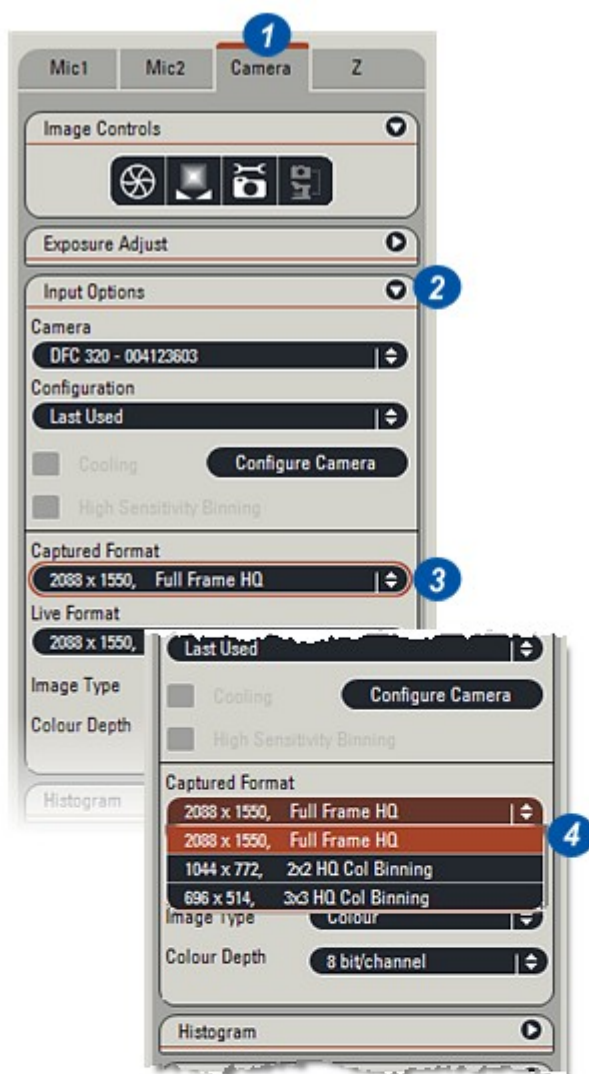 1
Mic1 Mic2 Camera Z
Image Controls
Exposure Adjust
Input Options 2
Camera
DFC 320 - 004123603
Configuration
Last Used
Cooling Configure Camera
High Sensitivity Binning
Captured Format
2088 x 1550, Full Frame HQ 3
Live Format
2088 x 1550,
Image Type
Colour Depth
Histogram
Last Used
Cooling Configure Camera
High Sensitivity Binning
Captured Format
2088 x 1550, Full Frame HQ
2088 x 1550, Full Frame HQ 4
1044 x 772, 2x2 HQ Col Binning
696 x 514, 3x3 HQ Col Binning
Image Type Colour
Colour Depth 8 bit/channel
Histogram